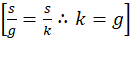 [s/g = s/k ∴ k = g]